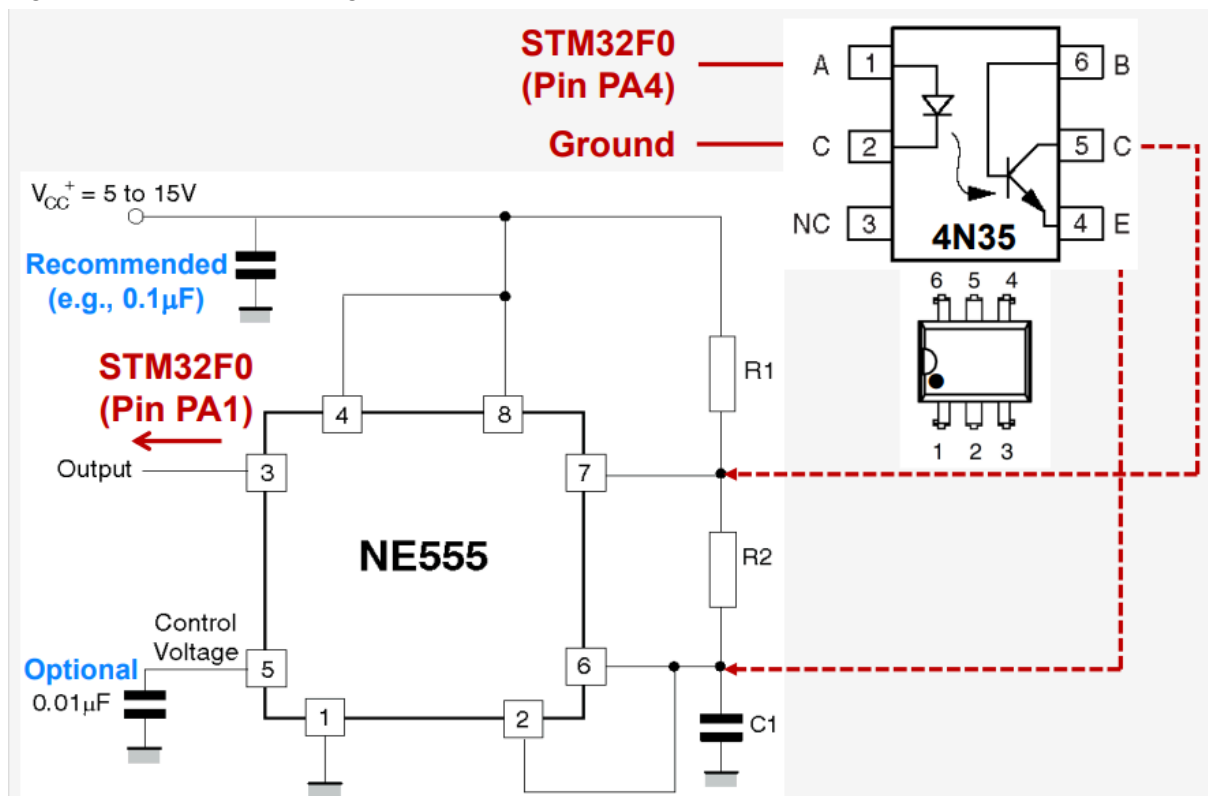 STM32F0
(Pin PA4)
Ground
A 1
C 2
NC 3
6 B
5 C
4 E
4N35
6 5 4
1 2 3
VCC+ = 5 to 15V
Recommended
(e.g., 0.1µF)
STM32F0
(Pin PA1)
Output
4 8
3 7
R1
NE555
R2
Control
Voltage
Optional
0.01µF
5 6
1 2
C1